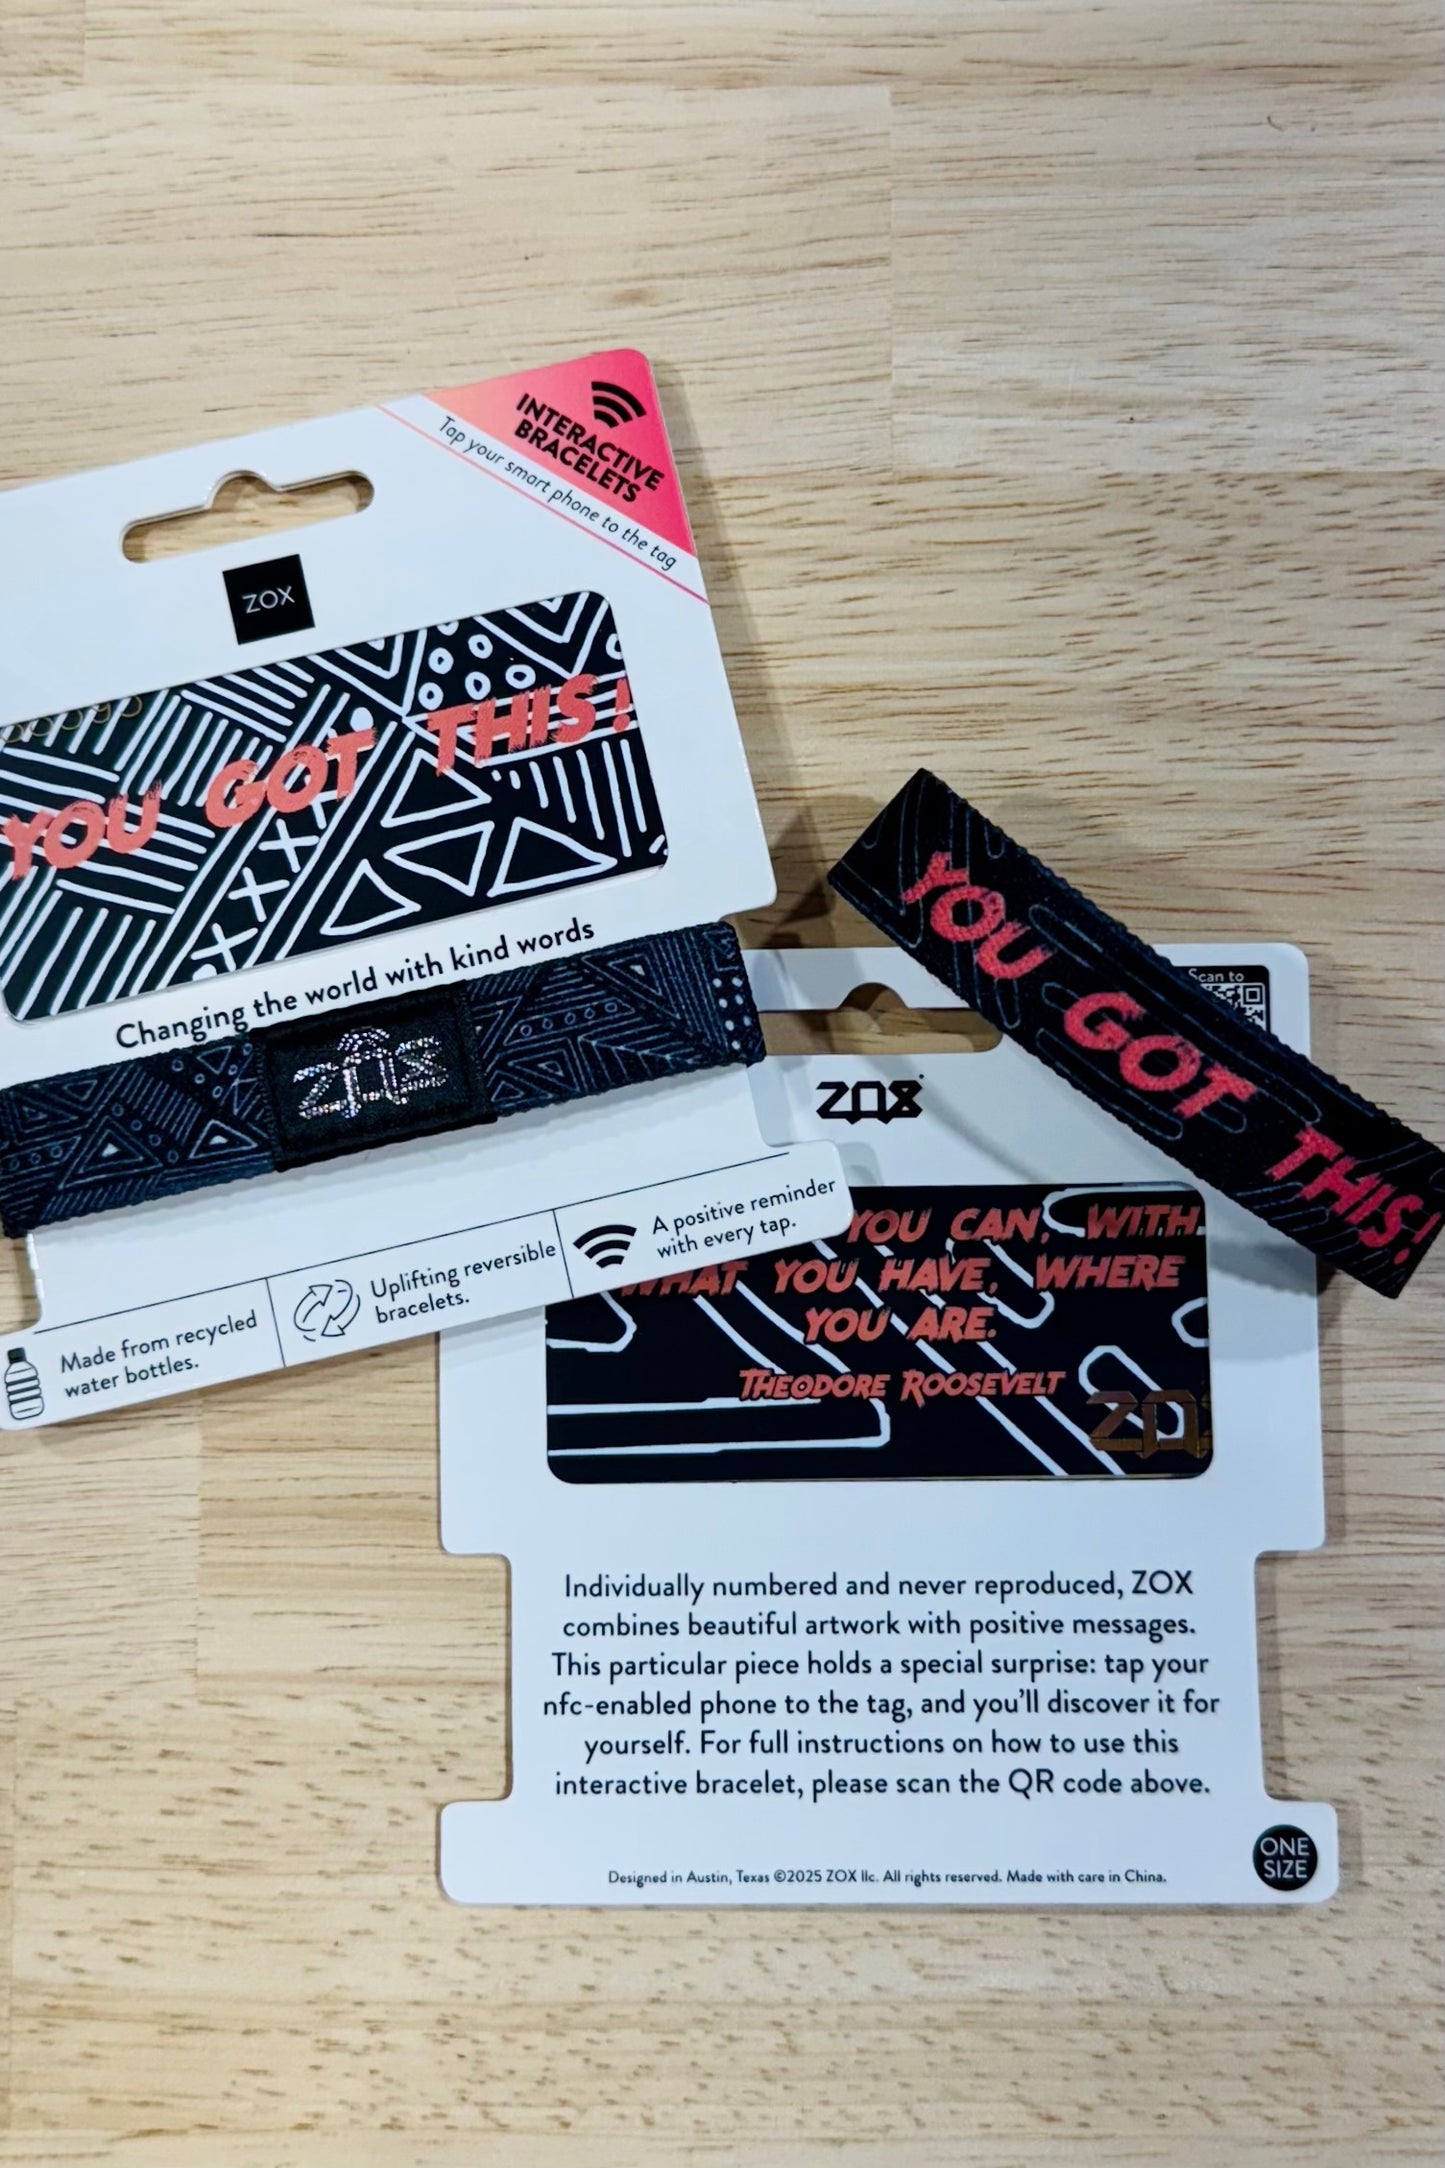 INTERACTIVE
BRACELETS
Tap your smart phone to the tag
ZOX
YOU GOT THIS!
Changing the world with kind words
ZOX
Made from recycled
water bottles.
Uplifting reversible
bracelets.
A positive reminder
with every tap.
YOU GOT THIS!
Scan to
ZOX
YOU CAN, WITH
WHAT YOU HAVE, WHERE
YOU ARE.
THEODORE ROOSEVELT
Individually numbered and never reproduced, ZOX
combines beautiful artwork with positive messages.
This particular piece holds a special surprise: tap your
nfc-enabled phone to the tag, and you'll discover it for
yourself. For full instructions on how to use this
interactive bracelet, please scan the QR code above.
Designed in Austin, Texas ©2025 ZOX llc. All rights reserved. Made with care in China.
ONE
SIZE